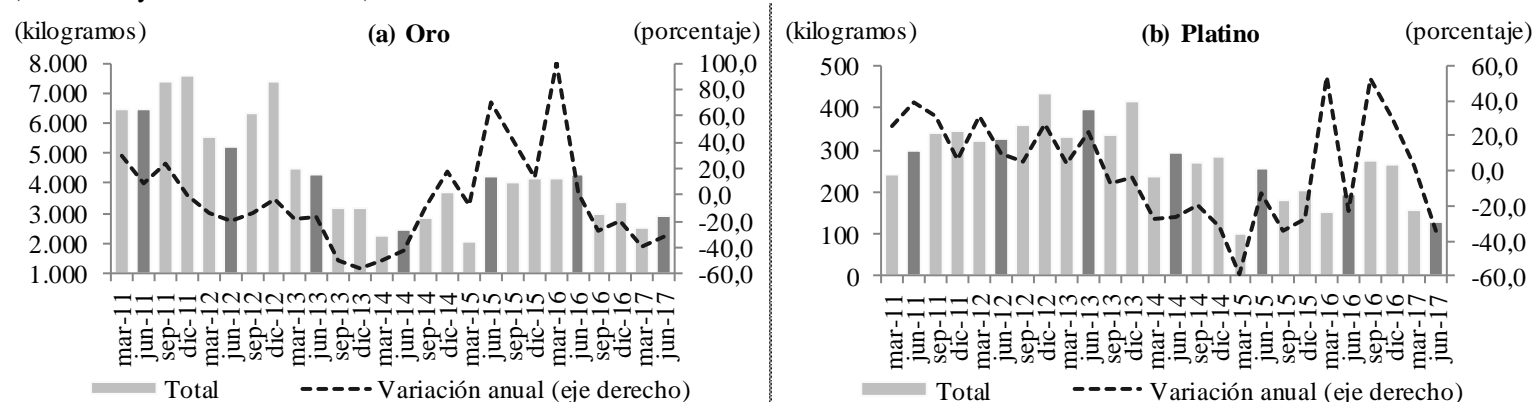 (kilogramos) (a) Oro (porcentaje)
8.000
7.000
6.000
5.000
4.000
3.000
2.000
1.000
100,0
80,0
60,0
40,0
20,0
0,0
-20,0
-40,0
-60,0
mar-11
jun-11
sep-11
dic-11
mar-12
jun-12
sep-12
dic-12
mar-13
jun-13
sep-13
dic-13
mar-14
jun-14
sep-14
dic-14
mar-15
jun-15
sep-15
dic-15
mar-16
jun-16
sep-16
dic-16
mar-17
jun-17
Total Variación anual (eje derecho)
(kilogramos) (b) Platino (porcentaje)
500
400
300
200
100
0
60,0
40,0
20,0
0,0
-20,0
-40,0
-60,0
mar-11
jun-11
sep-11
dic-11
mar-12
jun-12
sep-12
dic-12
mar-13
jun-13
sep-13
dic-13
mar-14
jun-14
sep-14
dic-14
mar-15
jun-15
sep-15
dic-15
mar-16
jun-16
sep-16
dic-16
mar-17
jun-17
Total Variación anual (eje derecho)